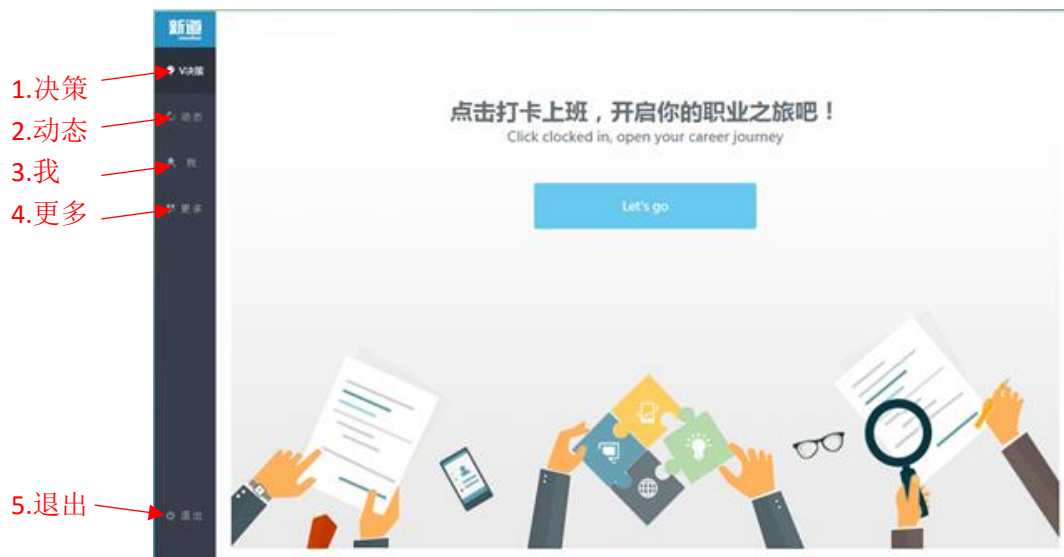 新道
1.决策
V决策
2.动态
动态
3.我
我
4.更多
更多
点击打卡上班，开启你的职业之旅吧！
Click clocked in, open your career journey
Let's go
5.退出
退出